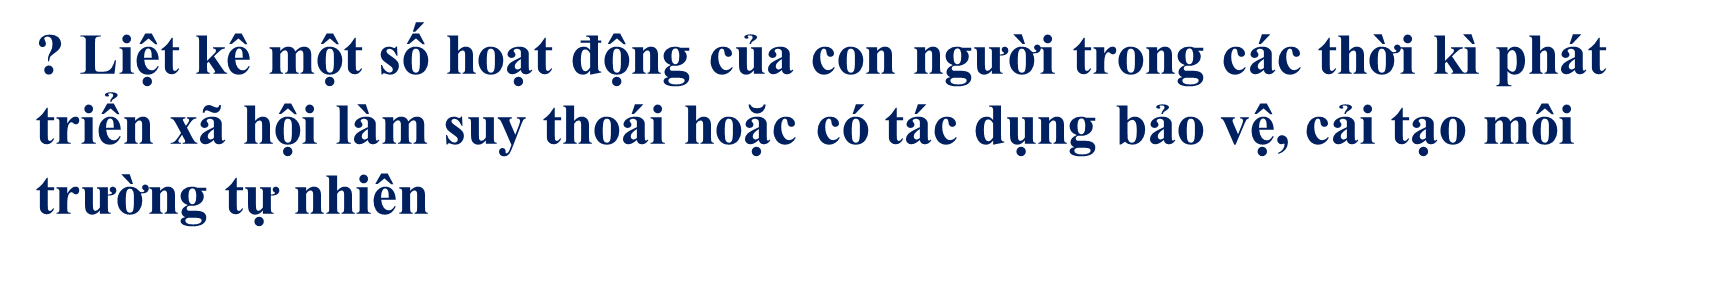 ? Liệt kê một số hoạt động của con người trong các thời kì phát
triển xã hội làm suy thoái hoặc có tác dụng bảo vệ, cải tạo môi
trường tự nhiên